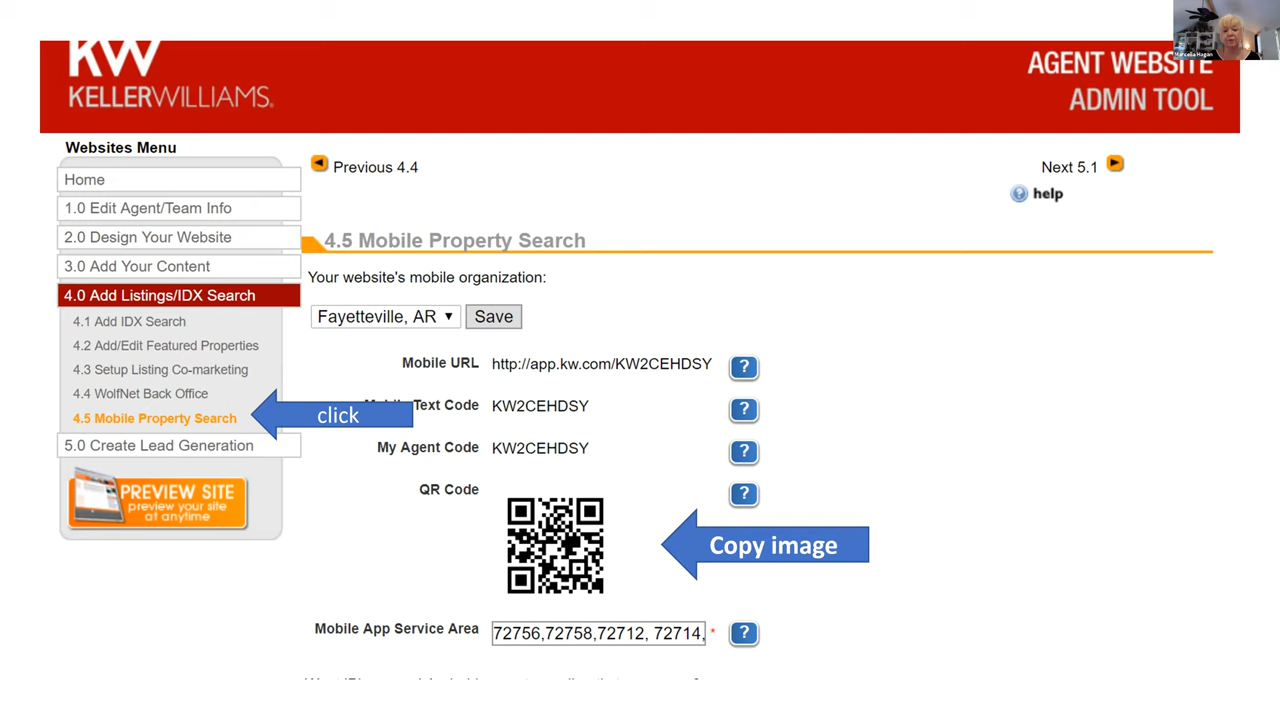 Marcella Hagan
KW
KELLERWILLIAMS.
AGENT WEBSITE
ADMIN TOOL
Websites Menu
Home
1.0 Edit Agent/Team Info
2.0 Design Your Website
3.0 Add Your Content
4.0 Add Listings/IDX Search
4.1 Add IDX Search
4.2 Add/Edit Featured Properties
4.3 Setup Listing Co-marketing
4.4 WolfNet Back Office
4.5 Mobile Property Search
5.0 Create Lead Generation
PREVIEW SITE
preview your site
at anytime
Previous 4.4
Next 5.1
help
4.5 Mobile Property Search
Your website's mobile organization:
Fayetteville, AR Save
Mobile URL http://app.kw.com/KW2CEHDSY ?
click
Text Code KW2CEHDSY ?
My Agent Code KW2CEHDSY ?
QR Code ?
Copy image
Mobile App Service Area 72756,72758,72712, 72714, * ?